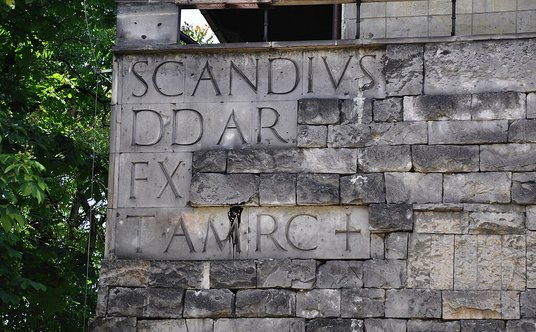 SCANDIVS
DDAR
FX
TAMRC+